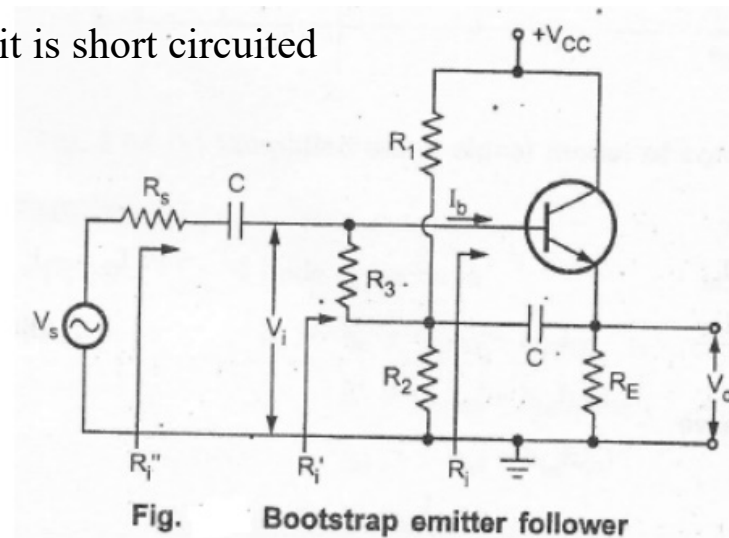 it is short circuited
+VCC
R1
Rs
C
Ib
R3
Vs
Vi
C
R2
RE
Vo
Ri"
Ri'
Ri
Fig. Bootstrap emitter follower